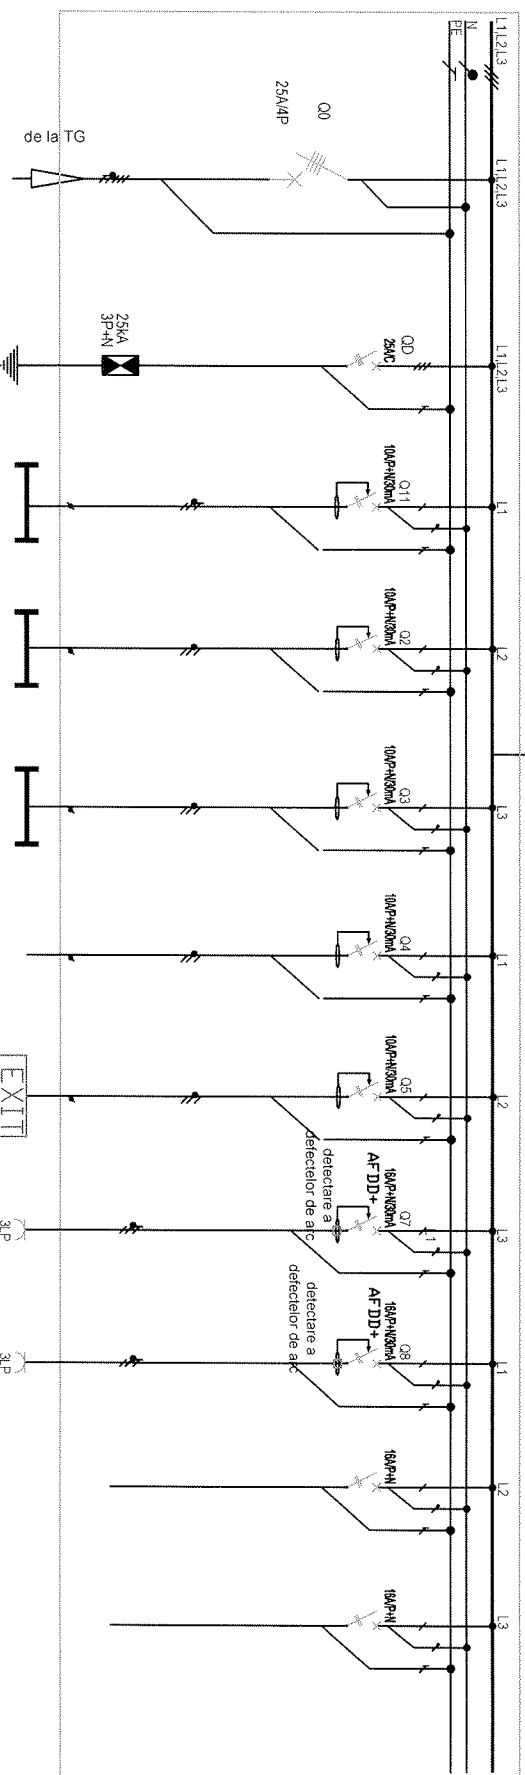 L1,L2,L3
N
PE
L1,L2,L3
Q0
25A/4P
de la TG
L1,L2,L3
QD
25A/C
25kA
3P+N
L1
Q11
10A/P+N/30mA
L2
Q2
10A/P+N/30mA
L3
Q3
10A/P+N/30mA
L1
Q4
10A/P+N/30mA
L2
Q5
10A/P+N/30mA
EXIT
L3
L1
Q7
16A/P+N/30mA
AFDD+
detectare a
defectelor de arc
3LP
L1
Q8
16A/P+N/30mA
AFDD+
detectare a
defectelor de arc
3LP
L2
16A/P+N
L3
16A/P+N